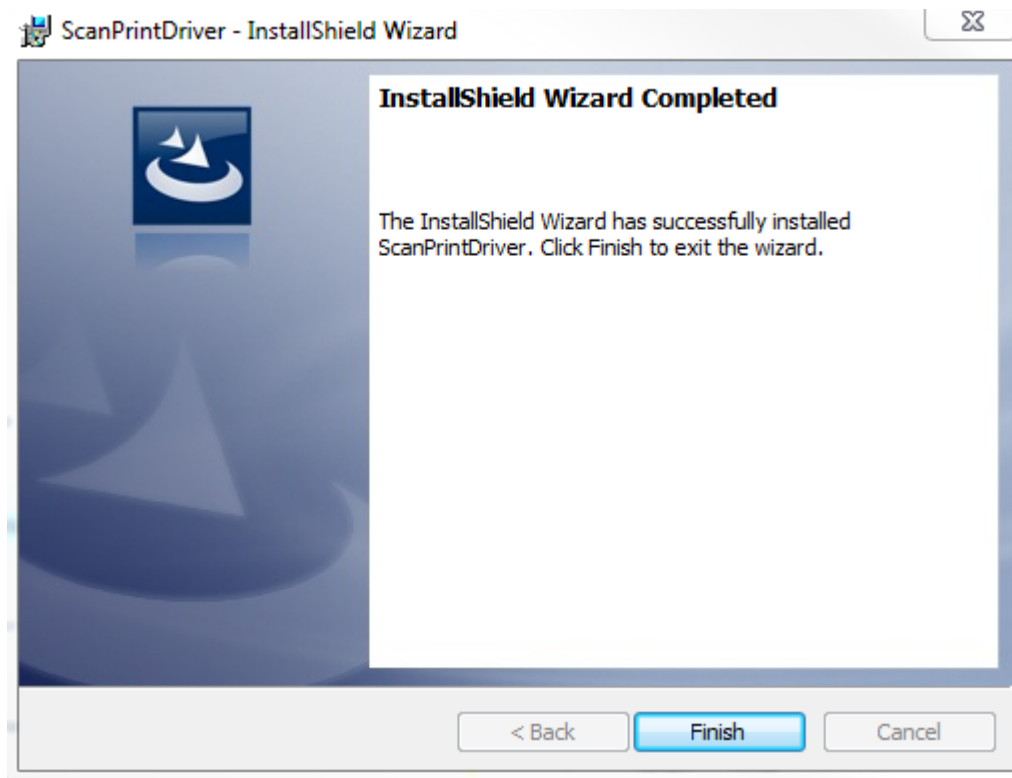 ScanPrintDriver - InstallShield Wizard
InstallShield Wizard Completed
The InstallShield Wizard has successfully installed
ScanPrintDriver. Click Finish to exit the wizard.
< Back
Finish
Cancel